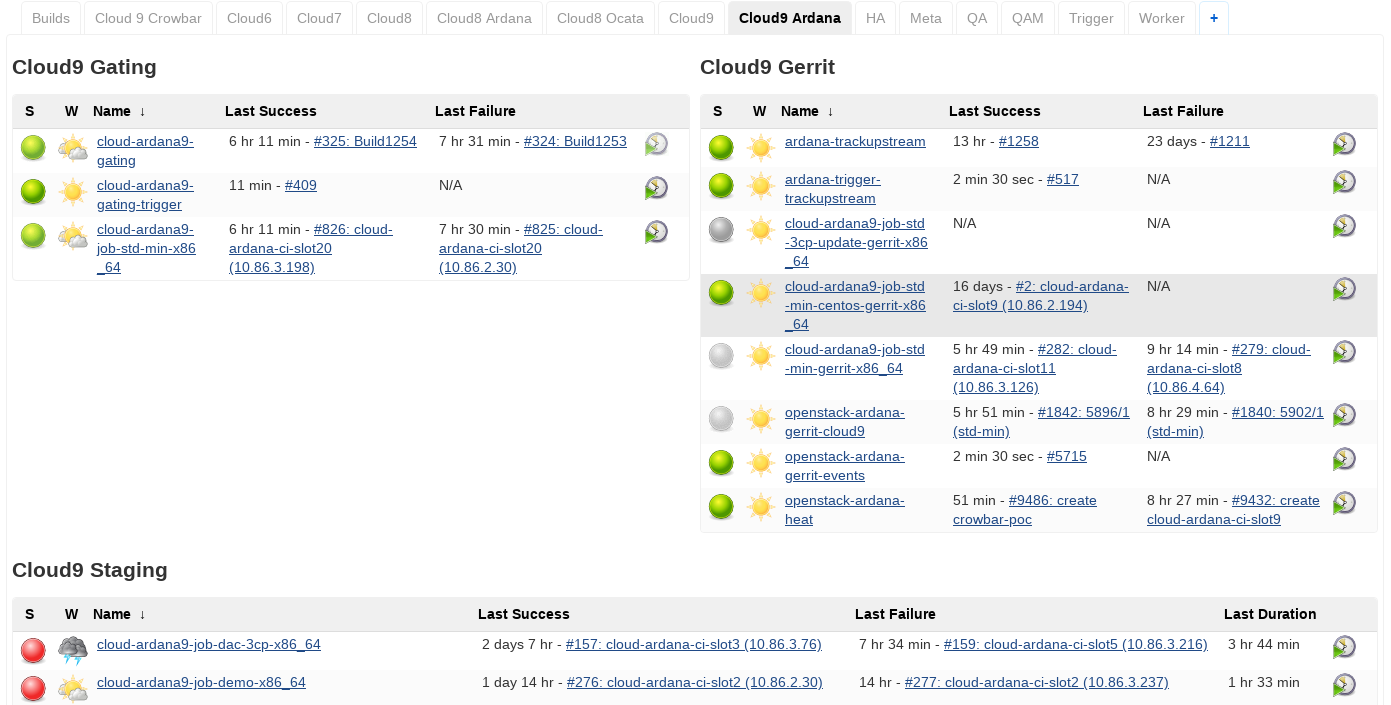 Builds Cloud 9 Crowbar Cloud6 Cloud7 Cloud8 Cloud8 Ardana Cloud8 Ocata Cloud9 Cloud9 Ardana HA Meta QA QAM Trigger Worker +
Cloud9 Gating
S W Name ↓ Last Success Last Failure
cloud-ardana9- 6 hr 11 min - #325: Build1254 7 hr 31 min - #324: Build1253
gating
cloud-ardana9- 11 min - #409 N/A
gating-trigger
cloud-ardana9- 6 hr 11 min - #826: cloud- 7 hr 30 min - #825: cloud-
job-std-min-x86 ardana-ci-slot20 ardana-ci-slot20
_64 (10.86.3.198) (10.86.2.30)
Cloud9 Gerrit
S W Name ↓ Last Success Last Failure
ardana-trackupstream 13 hr - #1258 23 days - #1211
ardana-trigger- 2 min 30 sec - #517 N/A
trackupstream
cloud-ardana9-job-std N/A N/A
-3cp-update-gerrit-x86
_64
cloud-ardana9-job-std 16 days - #2: cloud-ardana- N/A
-min-centos-gerrit-x86 ci-slot9 (10.86.2.194)
_64
cloud-ardana9-job-std 5 hr 49 min - #282: cloud- 9 hr 14 min - #279: cloud-
-min-gerrit-x86_64 ardana-ci-slot11 ardana-ci-slot8
(10.86.3.126) (10.86.4.64)
openstack-ardana- 5 hr 51 min - #1842: 5896/1 8 hr 29 min - #1840: 5902/1
gerrit-cloud9 (std-min) (std-min)
openstack-ardana- 2 min 30 sec - #5715 N/A
gerrit-events
openstack-ardana- 51 min - #9486: create 8 hr 27 min - #9432: create
heat crowbar-poc cloud-ardana-ci-slot9
Cloud9 Staging
S W Name ↓ Last Success Last Failure Last Duration
cloud-ardana9-job-dac-3cp-x86_64 2 days 7 hr - #157: cloud-ardana-ci-slot3 (10.86.3.76) 7 hr 34 min - #159: cloud-ardana-ci-slot5 (10.86.3.216) 3 hr 44 min
cloud-ardana9-job-demo-x86_64 1 day 14 hr - #276: cloud-ardana-ci-slot2 (10.86.2.30) 14 hr - #277: cloud-ardana-ci-slot2 (10.86.3.237) 1 hr 33 min